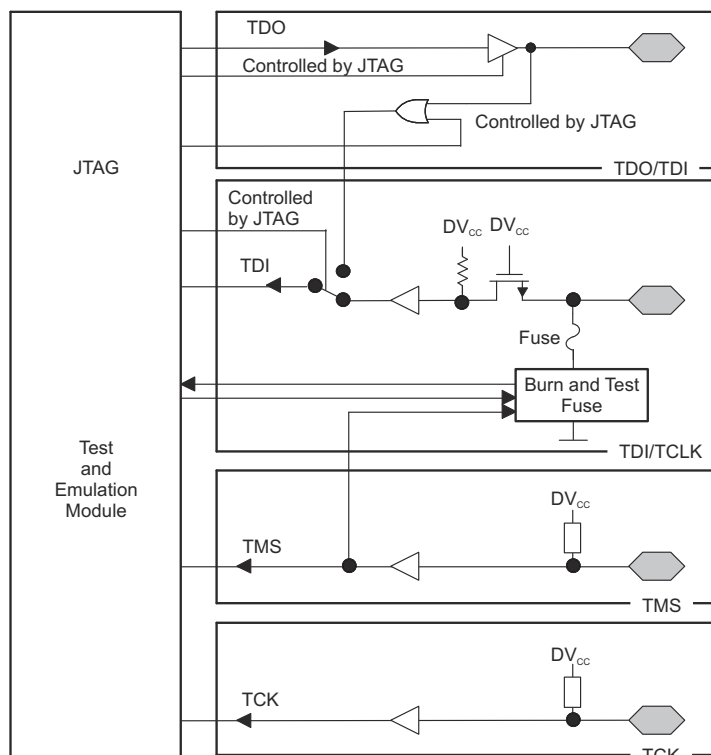 TDO
Controlled by JTAG
Controlled by JTAG
JTAG
TDO/TDI
Controlled
by JTAG
DVCC
DVCC
TDI
Fuse
Burn and Test
Fuse
TDI/TCLK
Test
and
Emulation
Module
DVCC
TMS
TMS
DVCC
TCK
TCK